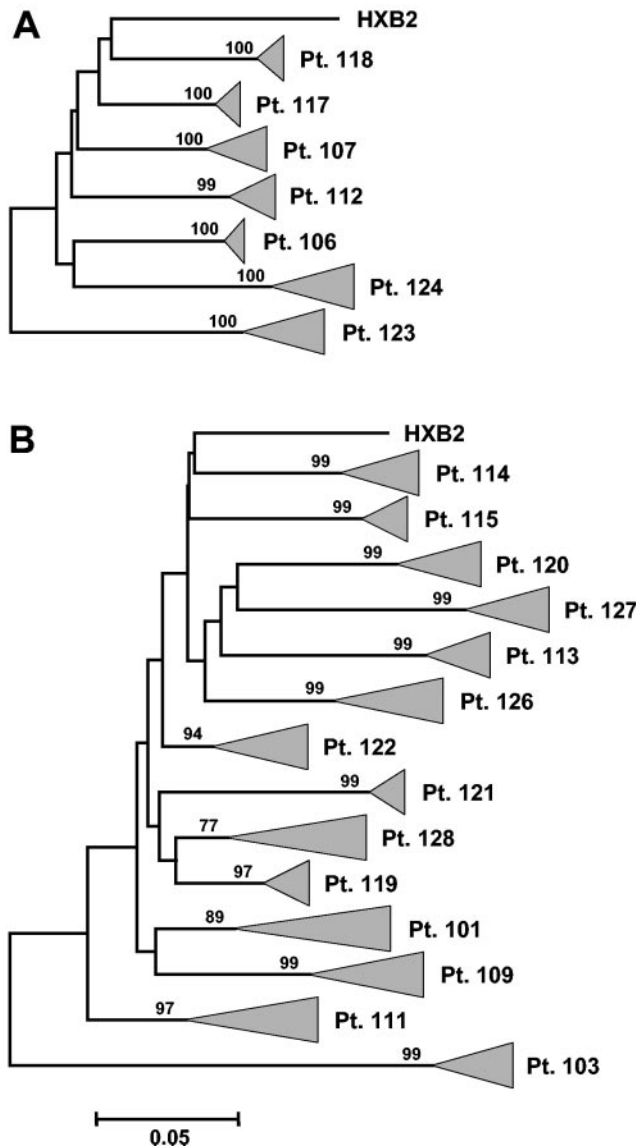 A
HXB2
100 Pt. 118
100 Pt. 117
100 Pt. 107
99 Pt. 112
100 Pt. 106
100 Pt. 124
100 Pt. 123
B
HXB2
99 Pt. 114
99 Pt. 115
99 Pt. 120
99 Pt. 127
99 Pt. 113
99 Pt. 126
94 Pt. 122
99 Pt. 121
77 Pt. 128
97 Pt. 119
89 Pt. 101
99 Pt. 109
97 Pt. 111
99 Pt. 103
0.05